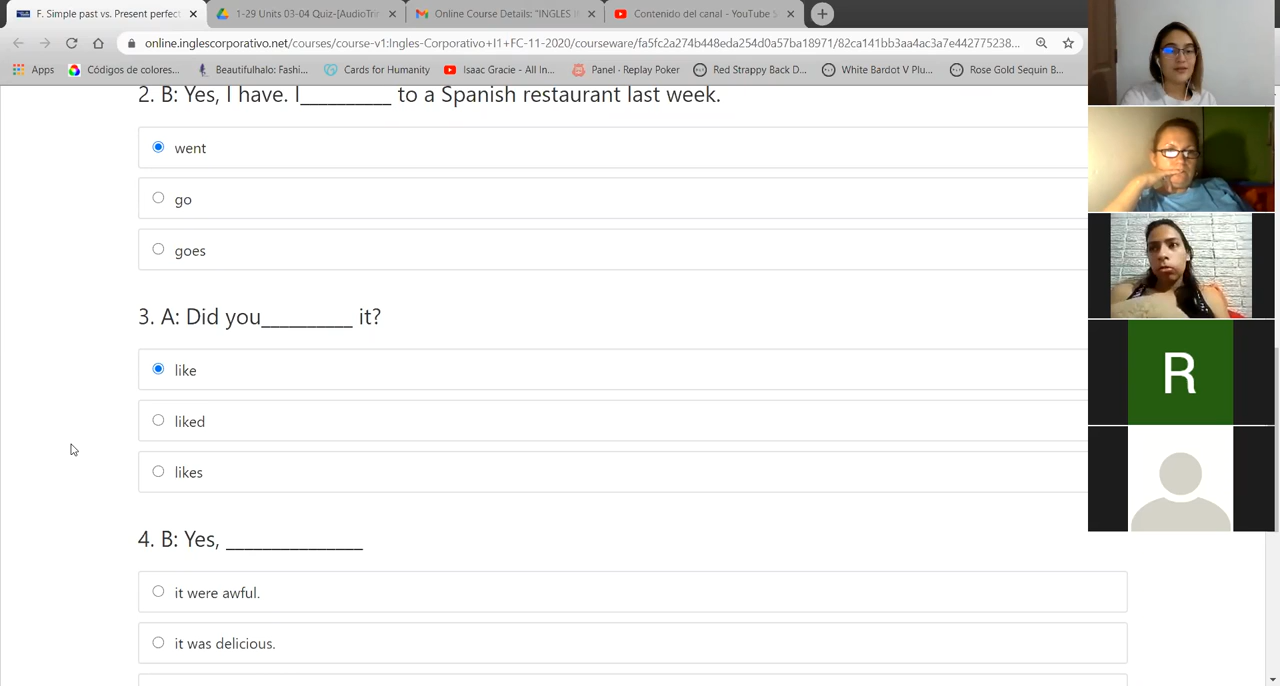 F. Simple past vs. Present perfect
1-29 Units 03-04 Quiz-[AudioTri
Online Course Details: "INGLES I
Contenido del canal - YouTube S
online.inglescorporativo.net/courses/course-v1:Ingles-Corporativo+I1+FC-11-2020/courseware/fa5fc2a274b448eda254d0a57ba18971/82ca141bb3aa4ac3a7e442775238...
Apps
Códigos de colores...
Beautifulhalo: Fashi...
Cards for Humanity
Isaac Gracie - All In...
Panel · Replay Poker
Red Strappy Back D...
White Bardot V Plu...
Rose Gold Sequin B...
2. B: Yes, I have. I__________ to a Spanish restaurant last week.
went
go
goes
3. A: Did you__________ it?
like
liked
likes
4. B: Yes, _______________
it were awful.
it was delicious.
R